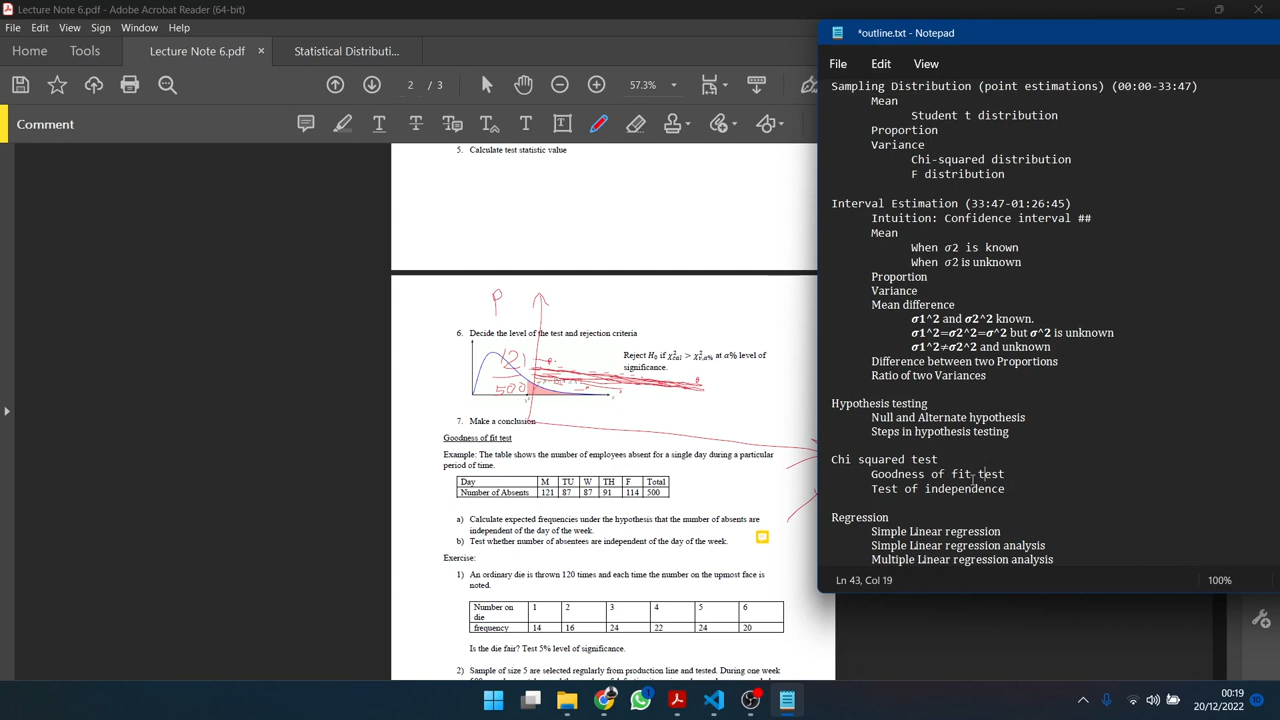 Lecture Note 6.pdf - Adobe Acrobat Reader (64-bit)
File Edit View Sign Window Help
Home Tools Lecture Note 6.pdf × Statistical Distributi...
2 / 3 57.3%
Comment
5. Calculate test statistic value
P
6. Decide the level of the test and rejection criteria
121
500
Reject H₀ if χ²cal > χ²v,α% at α% level of
significance.
7. Make a conclusion
Goodness of fit test
Example: The table shows the number of employees absent for a single day during a particular
period of time.
Day M TU W TH F Total
Number of Absents 121 87 87 91 114 500
a) Calculate expected frequencies under the hypothesis that the number of absents are
independent of the day of the week.
b) Test whether number of absentees are independent of the day of the week.
Exercise:
1) An ordinary die is thrown 120 times and each time the number on the upmost face is
noted.
Number on 1 2 3 4 5 6
die
frequency 14 16 24 22 24 20
Is the die fair? Test 5% level of significance.
2) Sample of size 5 are selected regularly from production line and tested. During one week
*outline.txt - Notepad
File Edit View
Sampling Distribution (point estimations) (00:00-33:47)
Mean
Student t distribution
Proportion
Variance
Chi-squared distribution
F distribution
Interval Estimation (33:47-01:26:45)
Intuition: Confidence interval ##
Mean
When 𝜎2 is known
When 𝜎2 is unknown
Proportion
Variance
Mean difference
𝝈1^2 and 𝝈2^2 known.
𝝈1^2=𝝈2^2=𝝈^2 but 𝝈^2 is unknown
𝝈1^2≠𝝈2^2 and unknown
Difference between two Proportions
Ratio of two Variances
Hypothesis testing
Null and Alternate hypothesis
Steps in hypothesis testing
Chi squared test
Goodness of fit test
Test of independence
Regression
Simple Linear regression
Simple Linear regression analysis
Multiple Linear regression analysis
Ln 43, Col 19 100%
1
00:19
20/12/2022
10